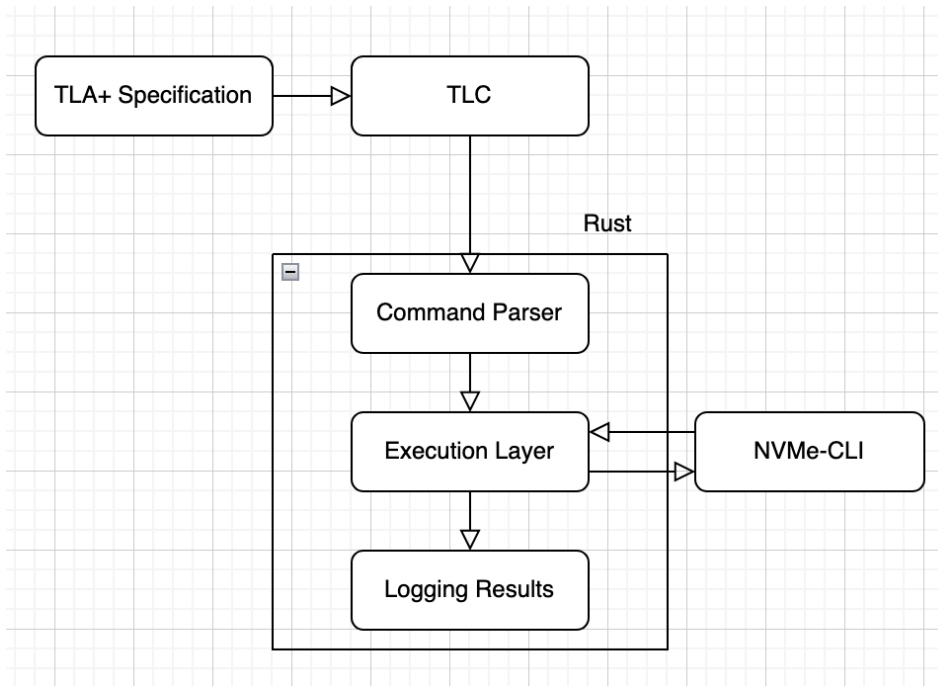 TLA+ Specification
TLC
Rust
Command Parser
Execution Layer
NVMe-CLI
Logging Results